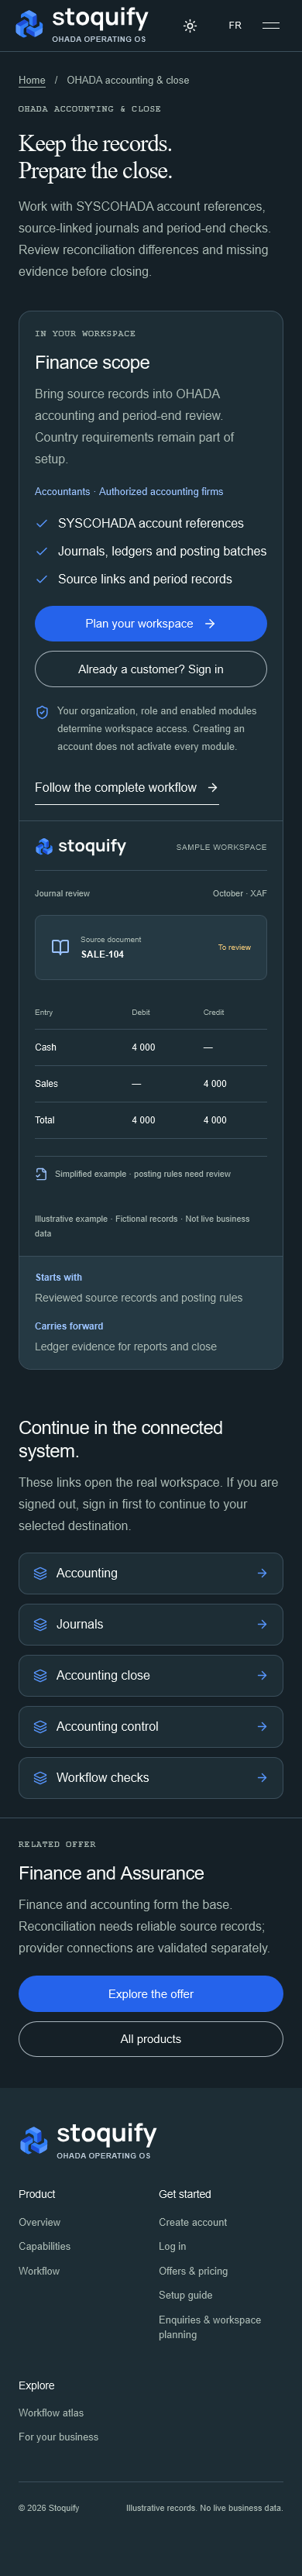 stoquify
OHADA OPERATING OS
FR
Home / OHADA accounting & close
OHADA ACCOUNTING & CLOSE
Keep the records.
Prepare the close.
Work with SYSCOHADA account references,
source-linked journals and period-end checks.
Review reconciliation differences and missing
evidence before closing.
IN YOUR WORKSPACE
Finance scope
Bring source records into OHADA
accounting and period-end review.
Country requirements remain part of
setup.
Accountants · Authorized accounting firms
SYSCOHADA account references
Journals, ledgers and posting batches
Source links and period records
Plan your workspace
Already a customer? Sign in
Your organization, role and enabled modules
determine workspace access. Creating an
account does not activate every module.
Follow the complete workflow
stoquify SAMPLE WORKSPACE
Journal review October · XAF
Source document
SALE-104
To review
Entry Debit Credit
Cash 4 000 —
Sales — 4 000
Total 4 000 4 000
Simplified example · posting rules need review
Illustrative example · Fictional records · Not live business
data
Starts with
Reviewed source records and posting rules
Carries forward
Ledger evidence for reports and close
Continue in the connected
system.
These links open the real workspace. If you are
signed out, sign in first to continue to your
selected destination.
Accounting
Journals
Accounting close
Accounting control
Workflow checks
RELATED OFFER
Finance and Assurance
Finance and accounting form the base.
Reconciliation needs reliable source records;
provider connections are validated separately.
Explore the offer
All products
stoquify
OHADA OPERATING OS
Product
Overview
Capabilities
Workflow
Get started
Create account
Log in
Offers & pricing
Setup guide
Enquiries & workspace
planning
Explore
Workflow atlas
For your business
© 2026 Stoquify Illustrative records. No live business data.